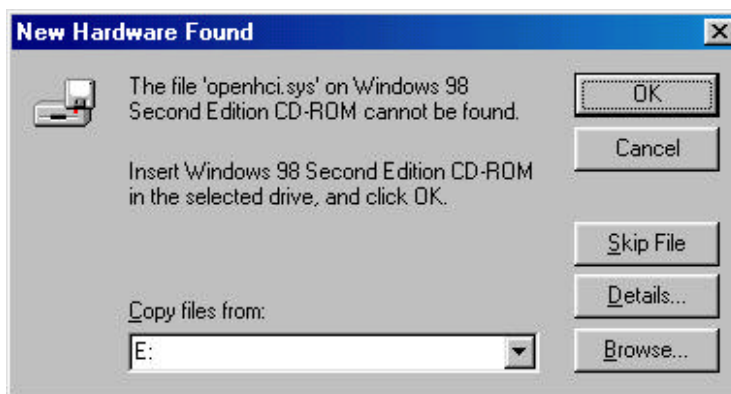 New Hardware Found
The file 'openhci.sys' on Windows 98
Second Edition CD-ROM cannot be found.
Insert Windows 98 Second Edition CD-ROM
in the selected drive, and click OK.
Copy files from:
E:
OK
Cancel
Skip File
Details...
Browse...